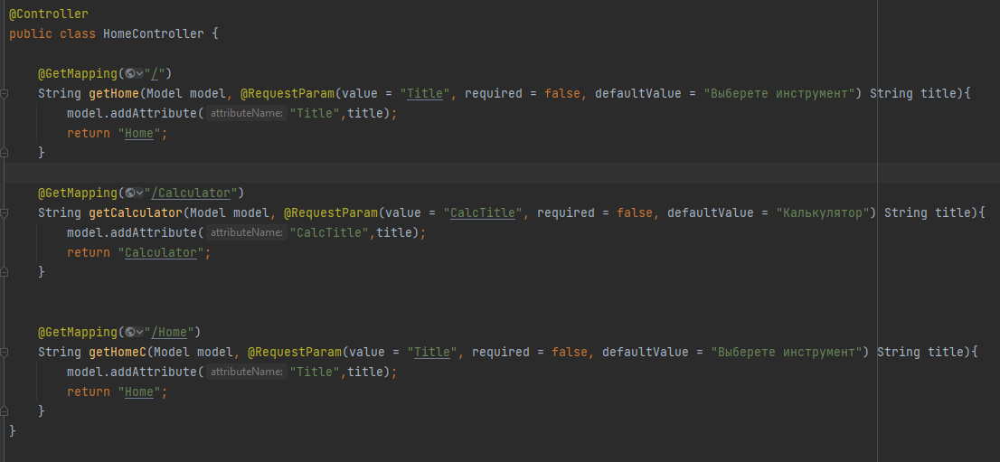 @Controller
public class HomeController {
@GetMapping("/")
String getHome(Model model, @RequestParam(value = "Title", required = false, defaultValue = "Выберете инструмент") String title){
model.addAttribute( attributeName: "Title",title);
return "Home";
}
@GetMapping("/Calculator")
String getCalculator(Model model, @RequestParam(value = "CalcTitle", required = false, defaultValue = "Калькулятор") String title){
model.addAttribute( attributeName: "CalcTitle",title);
return "Calculator";
}
@GetMapping("/Home")
String getHomeC(Model model, @RequestParam(value = "Title", required = false, defaultValue = "Выберете инструмент") String title){
model.addAttribute( attributeName: "Title",title);
return "Home";
}
}